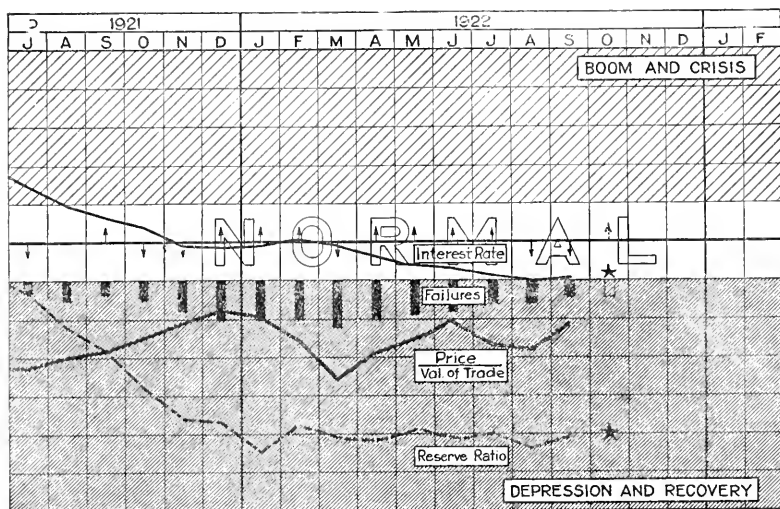 1921 1922
J A S O N D J F M A M J J A S O N D J F
BOOM AND CRISIS
NORMAL
Interest Rate
Failures
Price
Val. of Trade
Reserve Ratio
DEPRESSION AND RECOVERY